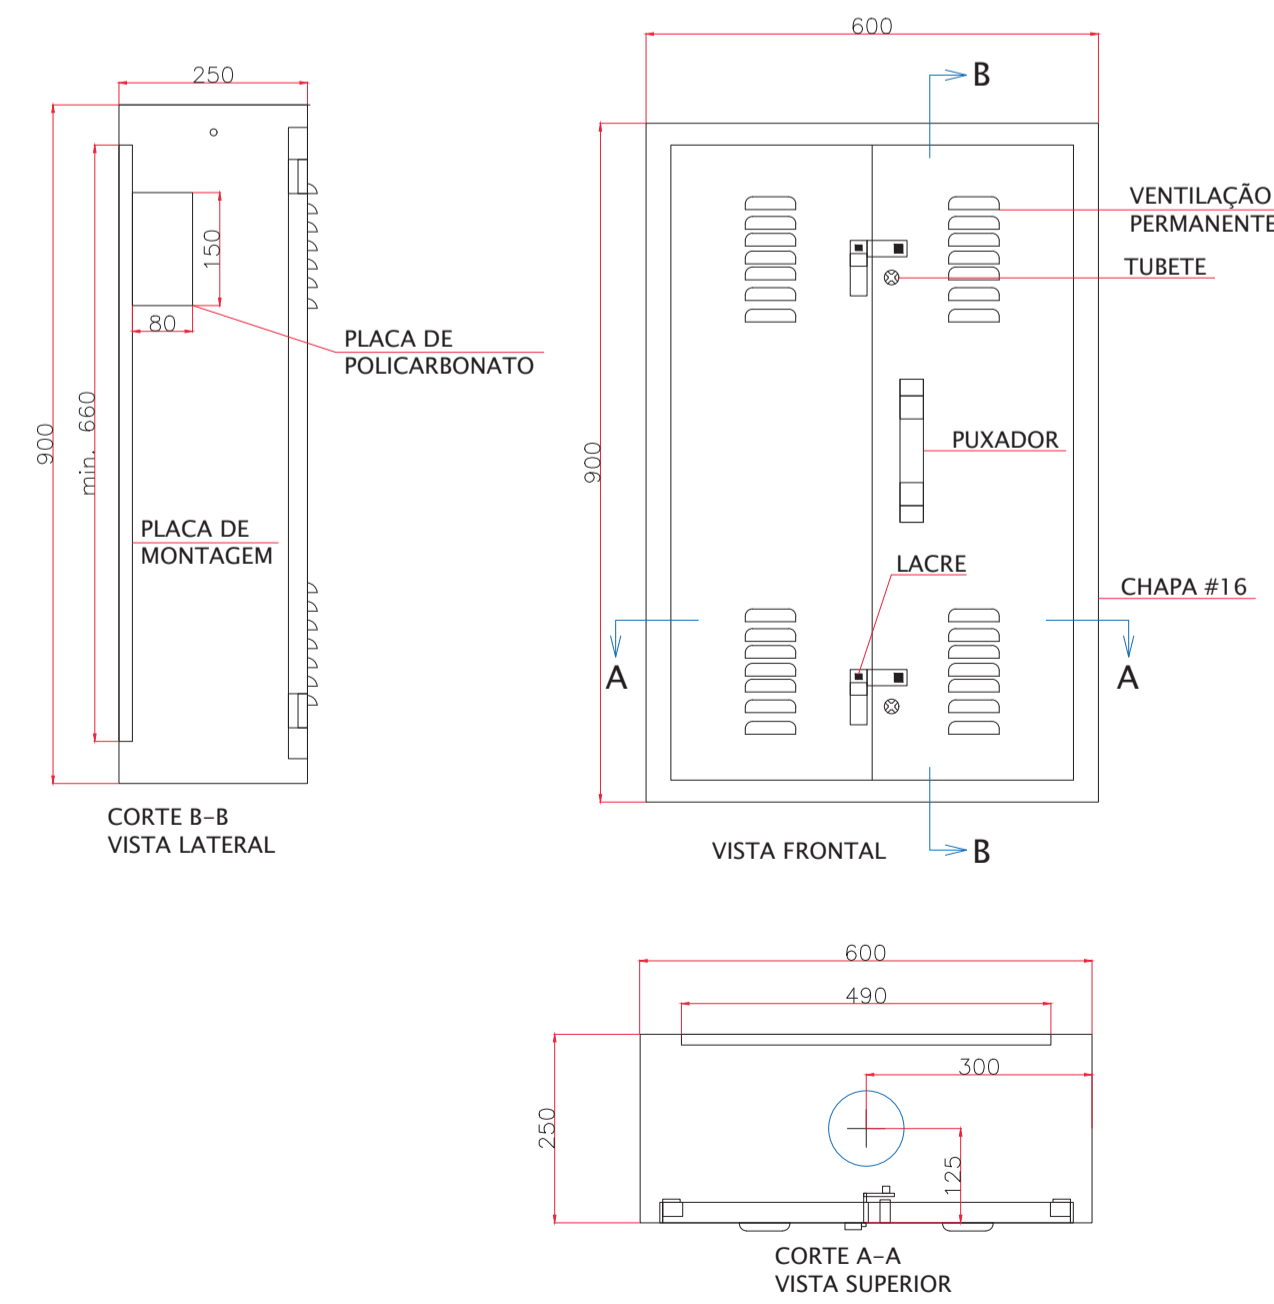 250
900
min. 660
150
80
PLACA DE
POLICARBONATO
PLACA DE
MONTAGEM
CORTE B-B
VISTA LATERAL
600
B
900
VENTILAÇÃO
PERMANENTE
TUBETE
PUXADOR
LACRE
CHAPA #16
A
A
B
VISTA FRONTAL
600
490
300
250
125
CORTE A-A
VISTA SUPERIOR